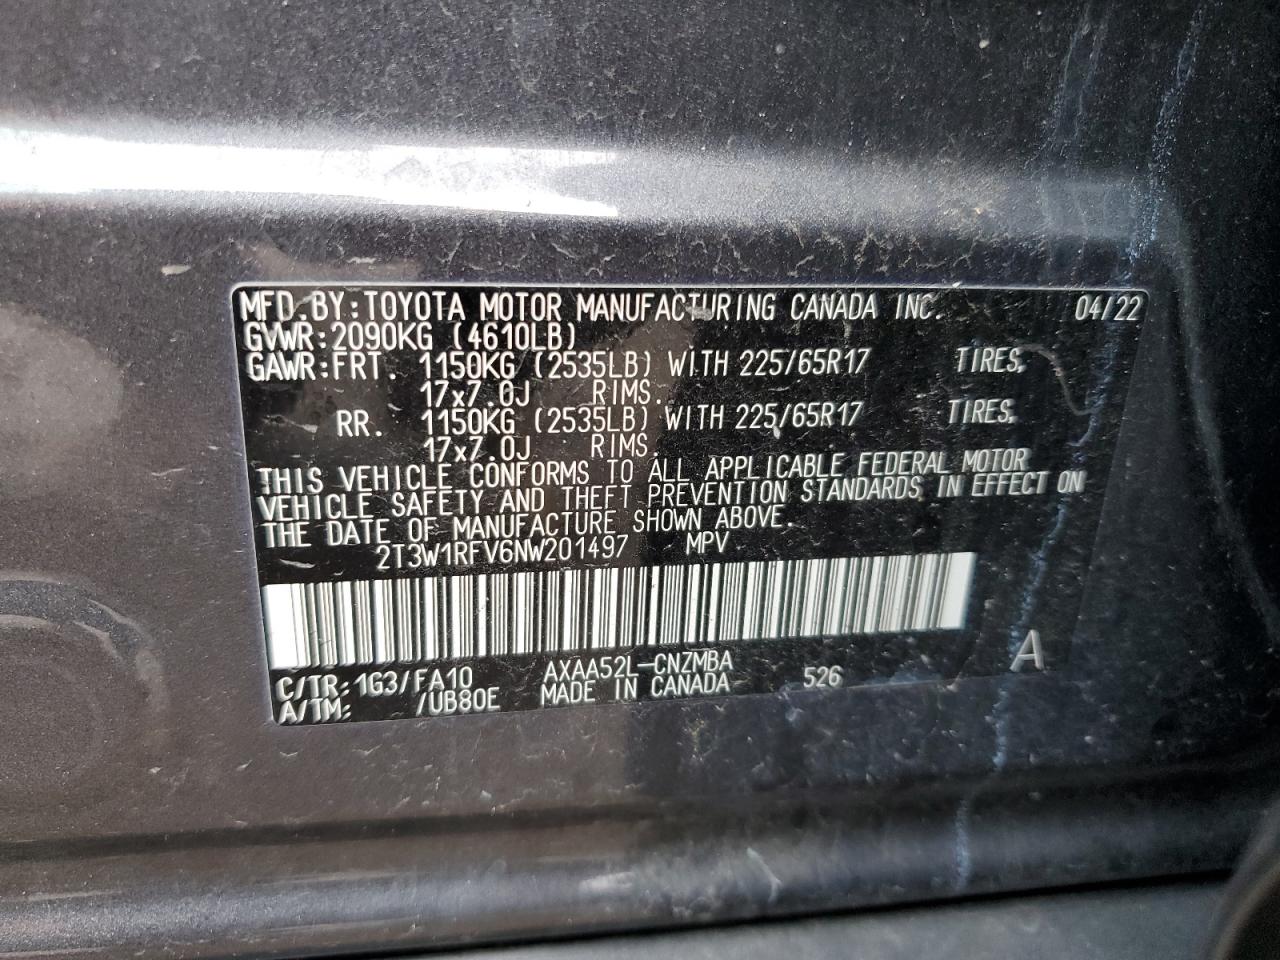 MFD.BY:TOYOTA MOTOR MANUFACTURING CANADA INC. 04/22
GVWR:2090KG (4610LB)
GAWR:FRT. 1150KG (2535LB) WITH 225/65R17 TIRES,
17x7.0J RIMS.
RR. 1150KG (2535LB) WITH 225/65R17 TIRES,
17x7.0J RIMS.
THIS VEHICLE CONFORMS TO ALL APPLICABLE FEDERAL MOTOR
VEHICLE SAFETY AND THEFT PREVENTION STANDARDS IN EFFECT ON
THE DATE OF MANUFACTURE SHOWN ABOVE.
2T3W1RFV6NW201497 MPV
C/TR:1G3/FA10 AXAA52L-CNZMBA 526 A
A/TM: /UB80E MADE IN CANADA